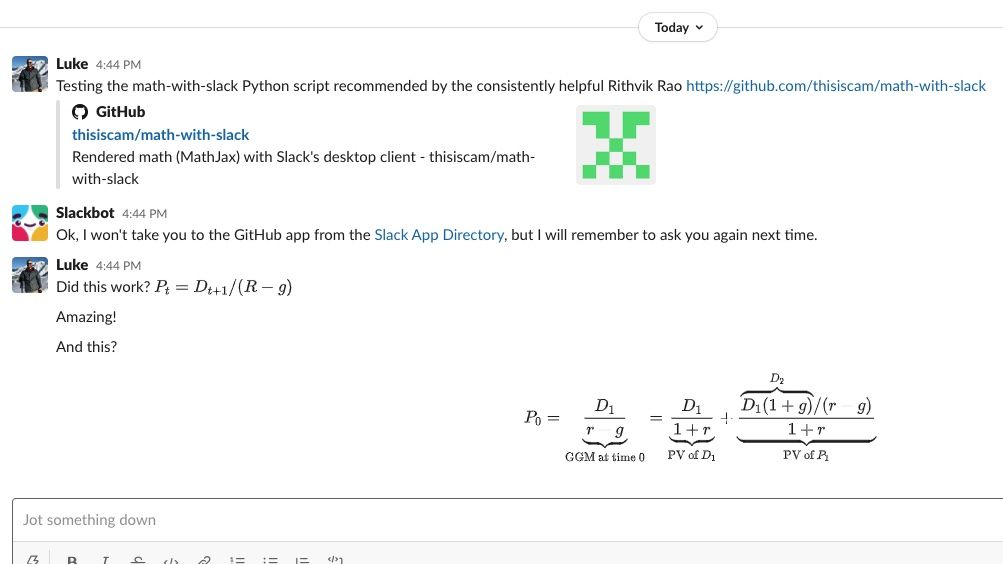 Today
Luke 4:44 PM
Testing the math-with-slack Python script recommended by the consistently helpful Rithvik Rao https://github.com/thisiscam/math-with-slack
GitHub
thisiscam/math-with-slack
Rendered math (MathJax) with Slack's desktop client - thisiscam/math-
with-slack
Slackbot 4:44 PM
Ok, I won't take you to the GitHub app from the Slack App Directory, but I will remember to ask you again next time.
Luke 4:44 PM
Did this work? P_t = D_{t+1}/(R − g)
Amazing!
And this?
P_0 = \underbrace{\frac{D_1}{r − g}}_{\text{GGM at time 0}} = \underbrace{\frac{D_1}{1 + r}}_{\text{PV of } D_1} + \underbrace{\frac{\overbrace{D_1(1 + g)}^{D_2}/(r − g)}{1 + r}}_{\text{PV of } P_1}
Jot something down
B I S </>